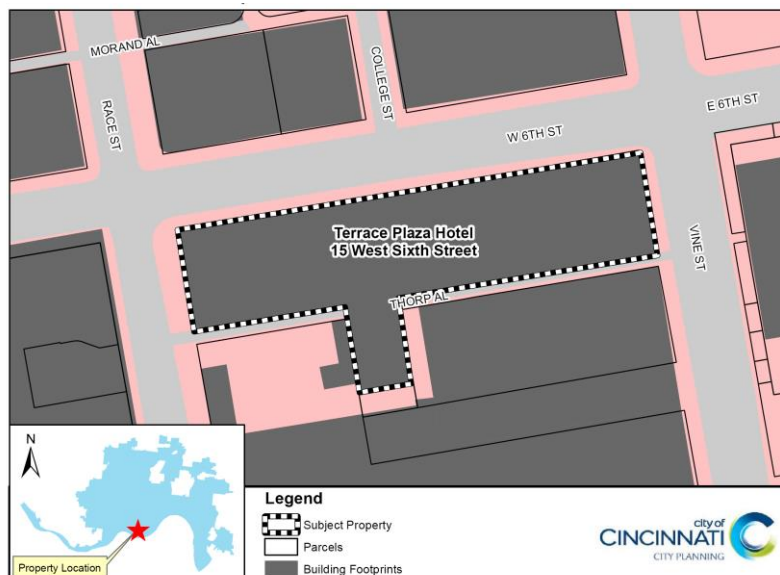 MORAND AL
COLLEGE ST
RACE ST
W 6TH ST
E 6TH ST
Terrace Plaza Hotel
15 West Sixth Street
VINE ST
THORP AL
N
Property Location
Legend
Subject Property
Parcels
Building Footprints
city of
CINCINNATI
CITY PLANNING